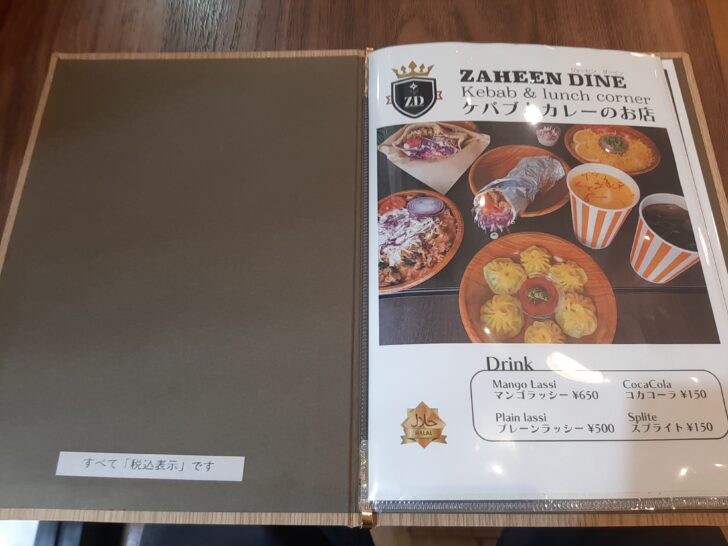 すべて「税込表示」です
ZD
ZAHEEN DINE
Kebab & lunch corner
ケバブとカレーのお店
Drink
Mango Lassi
マンゴラッシー ¥650
CocaCola
コカコーラ ¥150
Plain lassi
プレーンラッシー ¥500
Splite
スプライト ¥150
حلال
HALAL